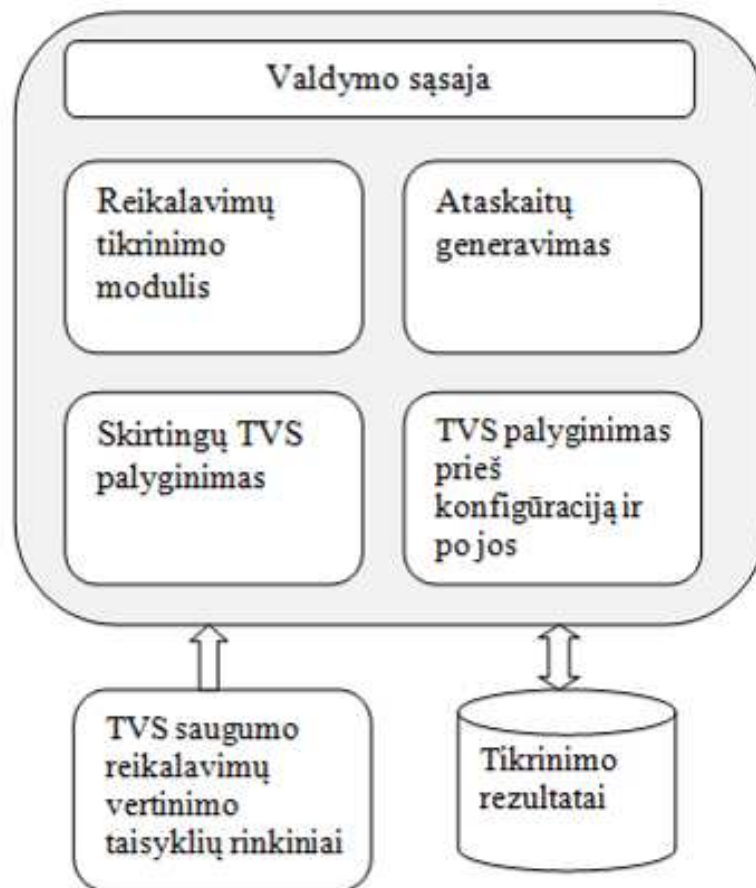 Valdymo sąsaja
Reikalavimų
tikrinimo
modulis
Ataskaitų
generavimas
Skirtingų TVS
palyginimas
TVS palyginimas
prieš
konfigūraciją ir
po jos
TVS saugumo
reikalavimų
vertinimo
taisyklių rinkiniai
Tikrinimo
rezultatai